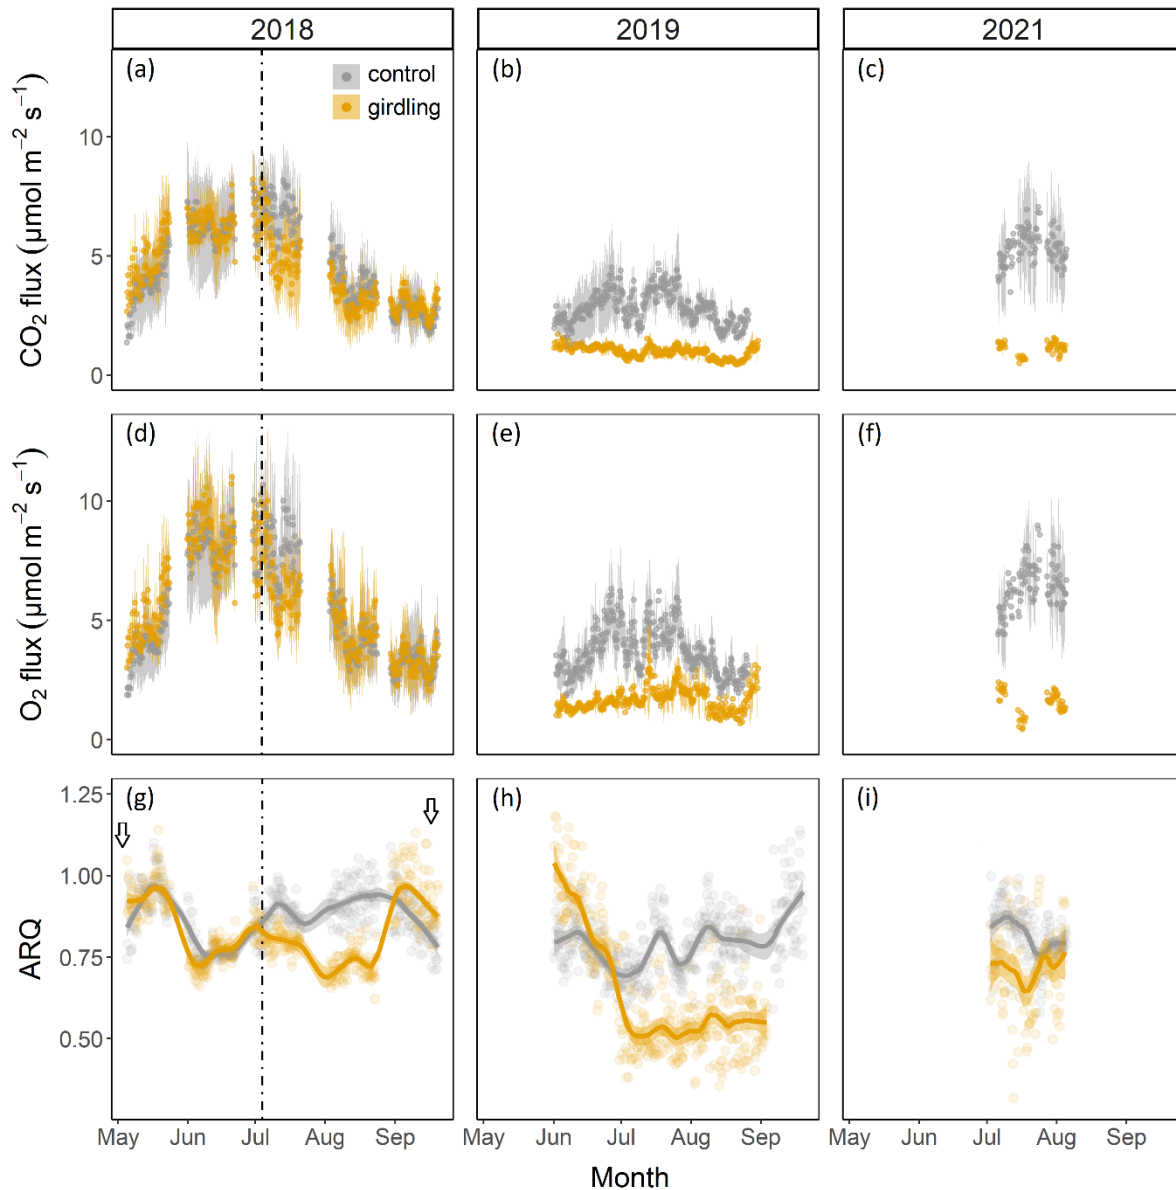 2018
2019
2021
(a)
control
girdling
(b)
(c)
CO₂ flux (µmol m⁻² s⁻¹)
10
5
0
(d)
(e)
(f)
O₂ flux (µmol m⁻² s⁻¹)
10
5
0
(g)
(h)
(i)
ARQ
1.25
1.00
0.75
0.50
May Jun Jul Aug Sep
May Jun Jul Aug Sep
May Jun Jul Aug Sep
Month